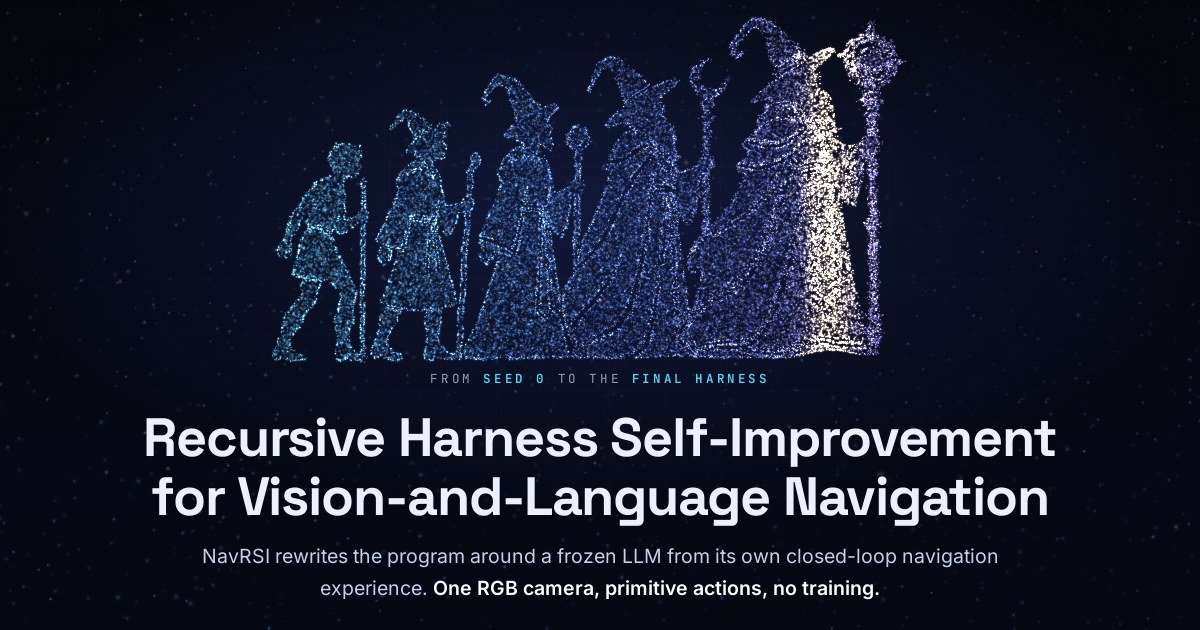 FROM SEED 0 TO THE FINAL HARNESS
Recursive Harness Self-Improvement
for Vision-and-Language Navigation
NavRSI rewrites the program around a frozen LLM from its own closed-loop navigation
experience. One RGB camera, primitive actions, no training.